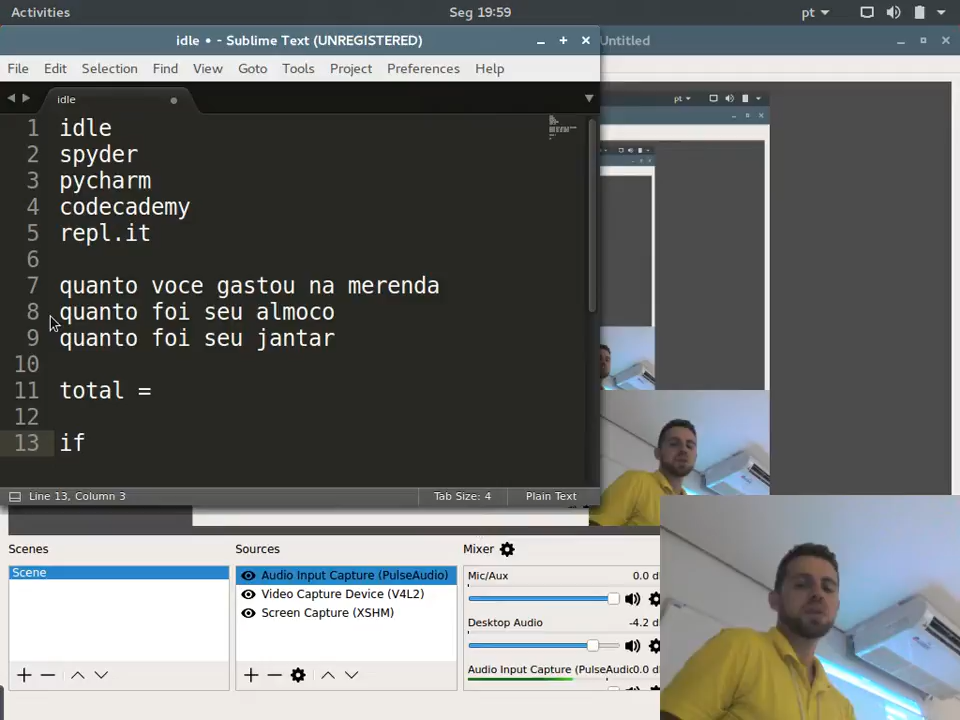 Activities
Seg 19:59
pt
idle • - Sublime Text (UNREGISTERED)
Untitled
File Edit Selection Find View Goto Tools Project Preferences Help
idle
1 idle
2 spyder
3 pycharm
4 codecademy
5 repl.it
6
7 quanto voce gastou na merenda
8 quanto foi seu almoco
9 quanto foi seu jantar
10
11 total =
12
13 if
Line 13, Column 3
Tab Size: 4
Plain Text
pt
Scenes
Scene
Sources
Audio Input Capture (PulseAudio)
Video Capture Device (V4L2)
Screen Capture (XSHM)
Mixer
Mic/Aux 0.0 d
Desktop Audio -4.2 d
Audio Input Capture (PulseAudio 0.0 d